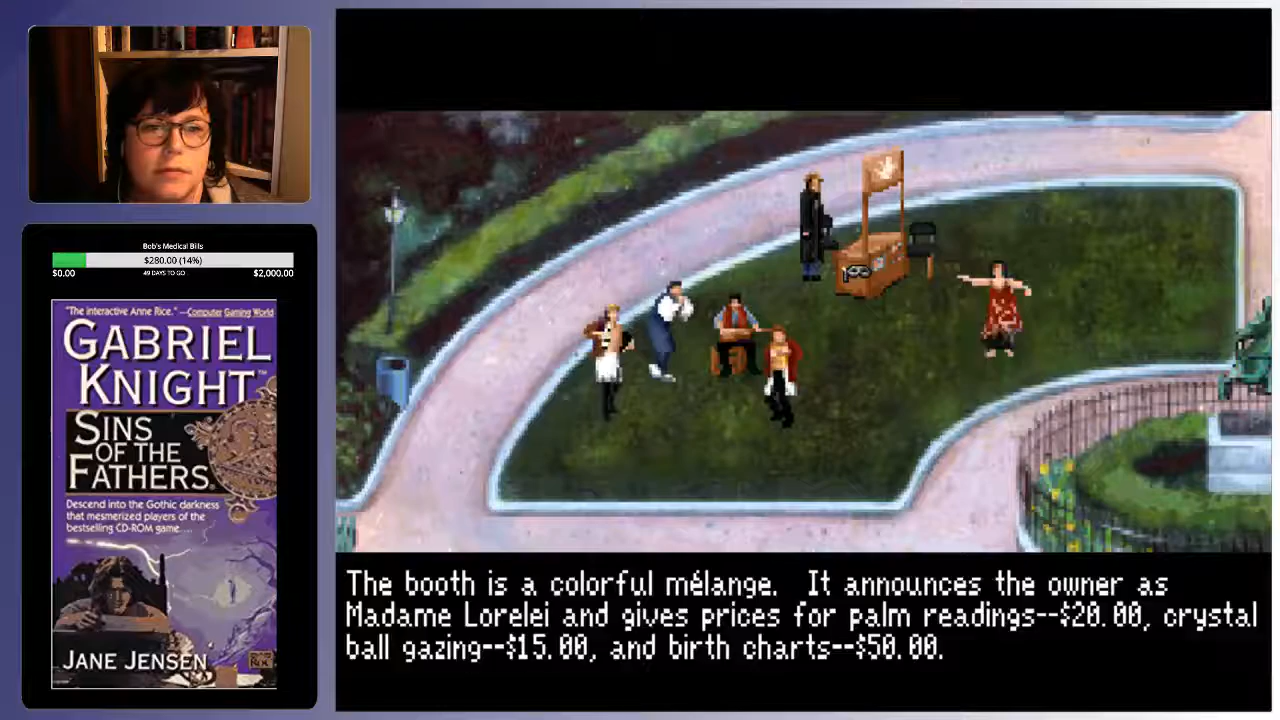 Bob's Medical Bills
$280.00 (14%)
$0.00
49 DAYS TO GO
$2,000.00
"The interactive Anne Rice." —Computer Gaming World
GABRIEL
KNIGHT™
SINS
OF THE
FATHERS
Descend into the Gothic darkness
that mesmerized players of the
bestselling CD-ROM game....
JANE JENSEN
ROC
The booth is a colorful mélange. It announces the owner as
Madame Lorelei and gives prices for palm readings--$20.00, crystal
ball gazing--$15.00, and birth charts--$50.00.